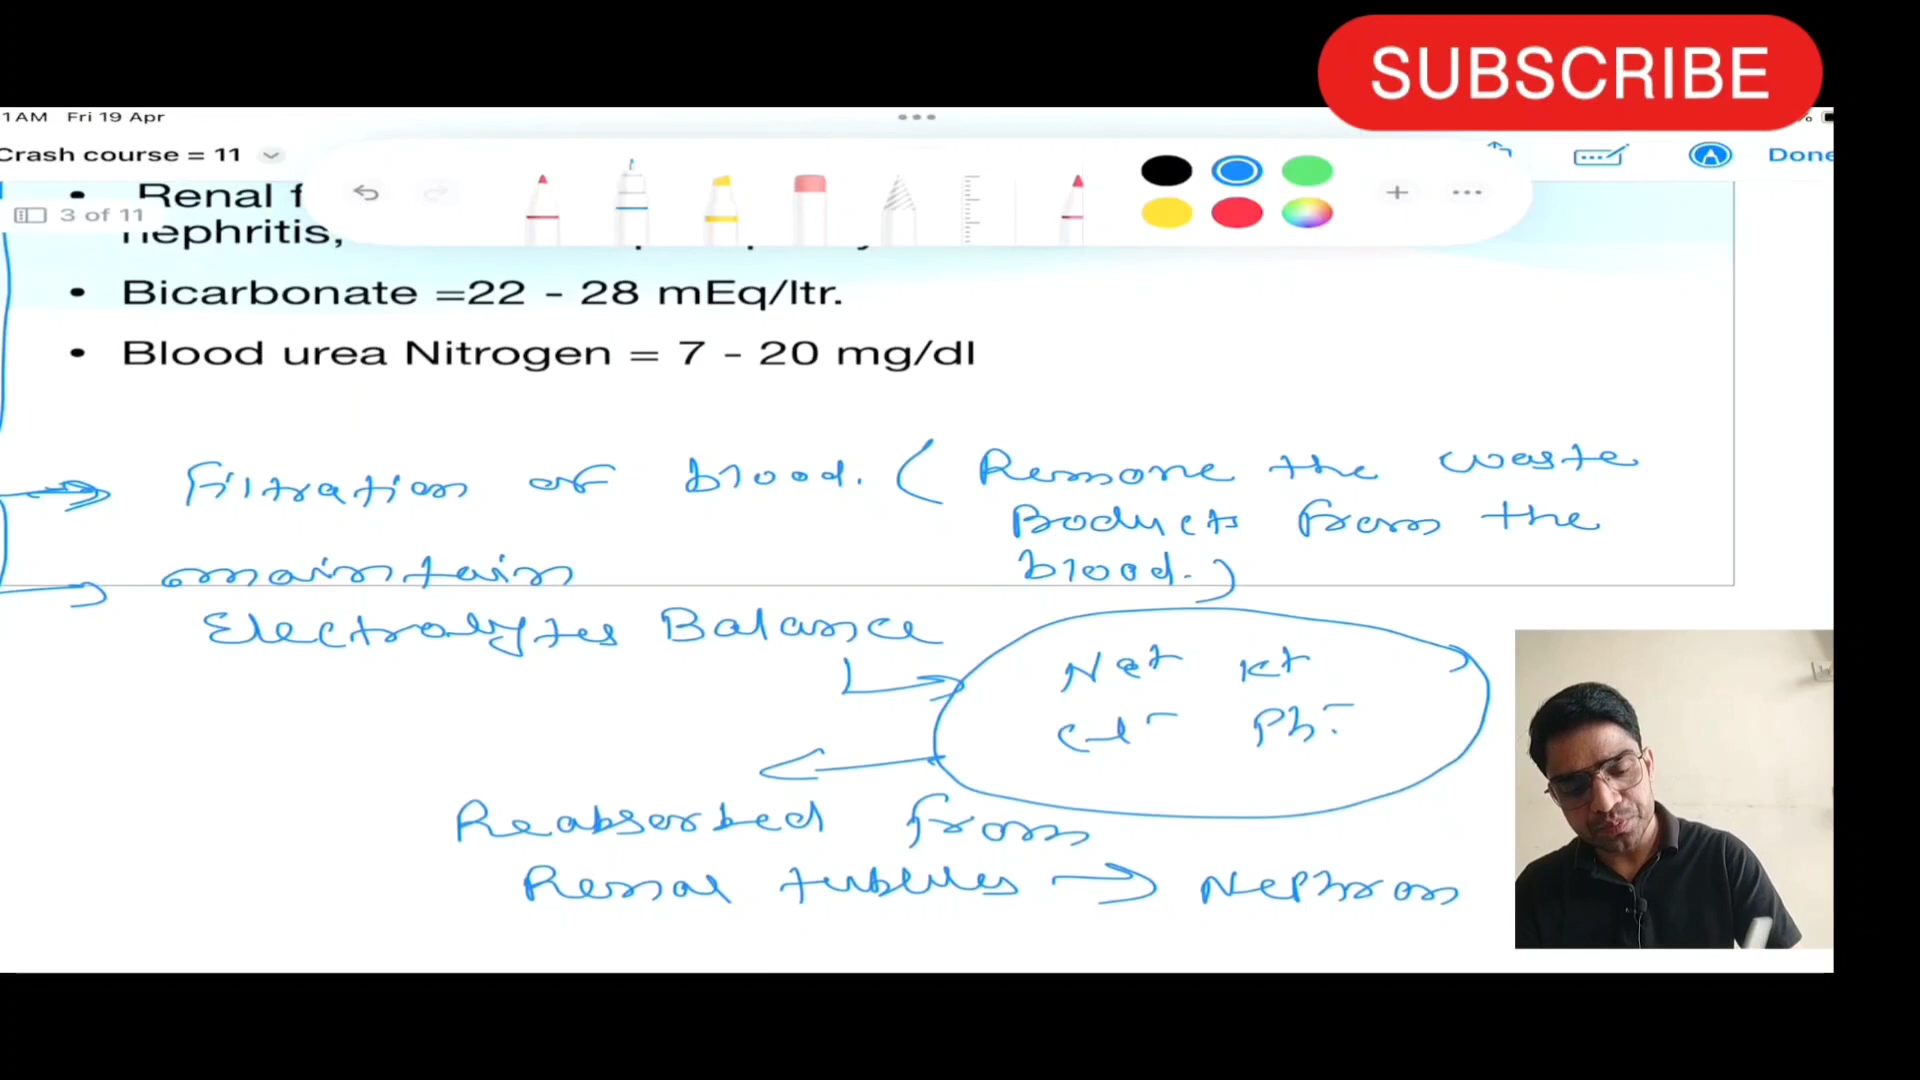 SUBSCRIBE
1AM Fri 19 Apr
Crash course = 11
Done
• Renal f
3 of 11
nephritis,
• Bicarbonate =22 - 28 mEq/ltr.
• Blood urea Nitrogen = 7 - 20 mg/dl
Filtration of blood. ( Remove the waste
Products from the
blood. )
maintain
Electrolytes Balance
Na+ K+
Cl- Ph-
Reabsorbed from
Renal tubules → Nephron